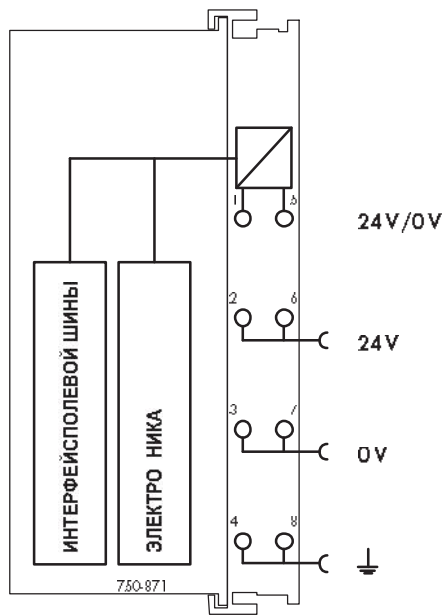 1 5
24V/0V
2 6
24V
3 7
0V
4 8
ИНТЕРФЕЙСПОЛЕВОЙ ШИНЫ
ЭЛЕКТРО НИКА
750-871